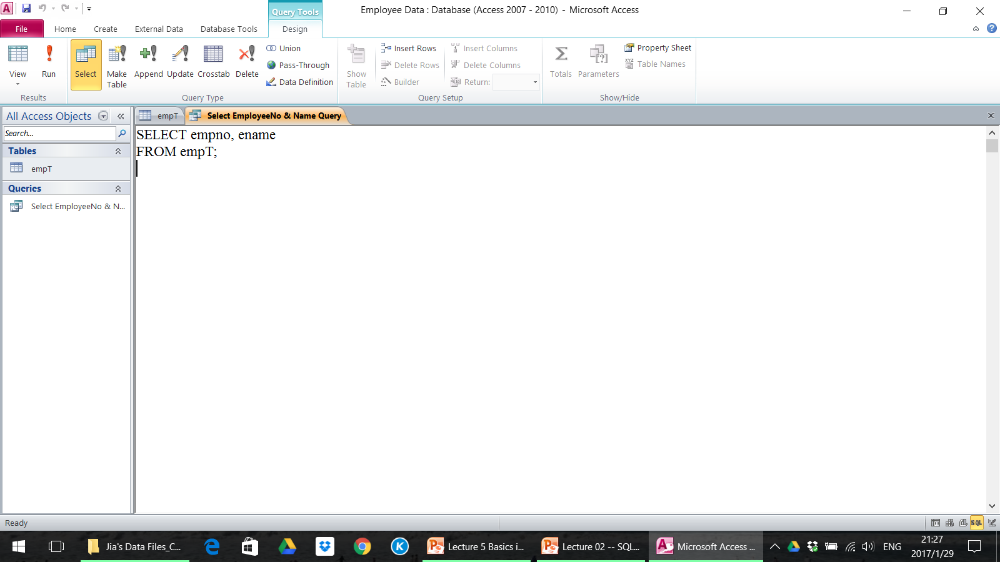 Employee Data : Database (Access 2007 - 2010) - Microsoft Access
Query Tools
File Home Create External Data Database Tools Design
View
Run
Results
Select
Make Table
Append
Update
Crosstab
Delete
Union
Pass-Through
Data Definition
Query Type
Show Table
Insert Rows
Delete Rows
Builder
Insert Columns
Delete Columns
Return:
Query Setup
Totals
Parameters
Property Sheet
Table Names
Show/Hide
All Access Objects
Search...
Tables
empT
Queries
Select EmployeeNo & N...
empT
Select EmployeeNo & Name Query
SELECT empno, ename
FROM empT;
Ready
SQL
Jia's Data Files_C...
Lecture 5 Basics i...
Lecture 02 -- SQL...
Microsoft Access ...
ENG
21:27
2017/1/29